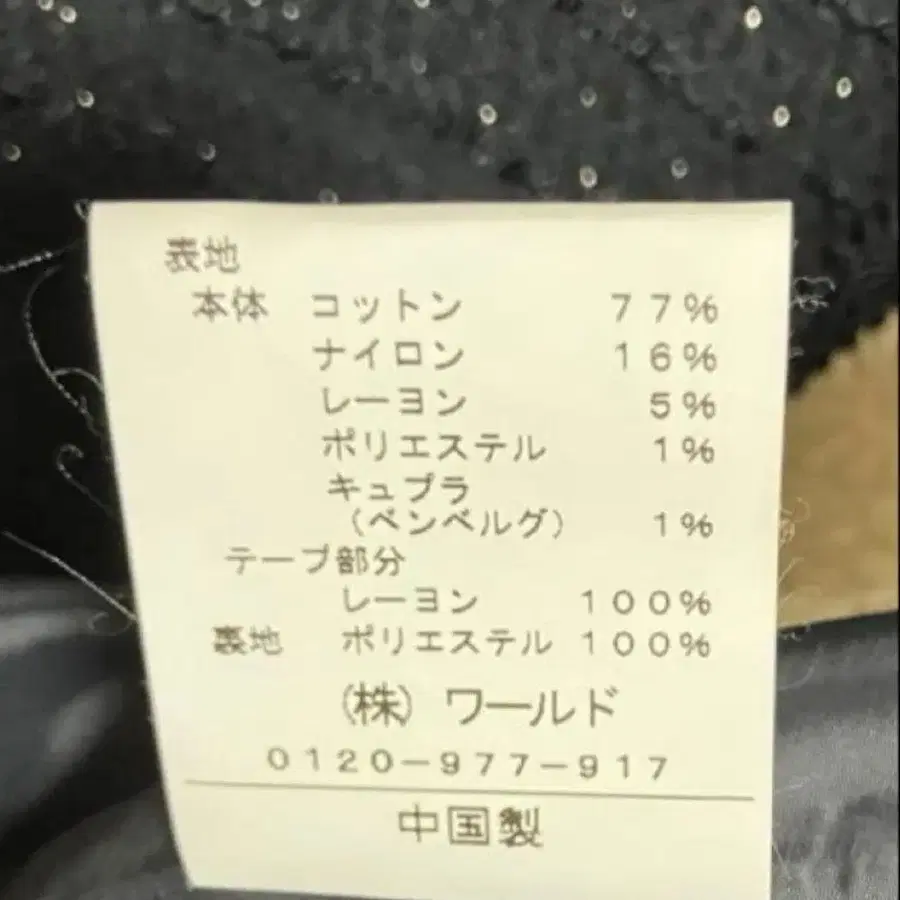 表地
本体 コットン 77%
ナイロン 16%
レーヨン 5%
ポリエステル 1%
キュプラ
(ベンベルグ) 1%
テープ部分
レーヨン 100%
裏地 ポリエステル 100%
(株) ワールド
0120-977-917
中国製